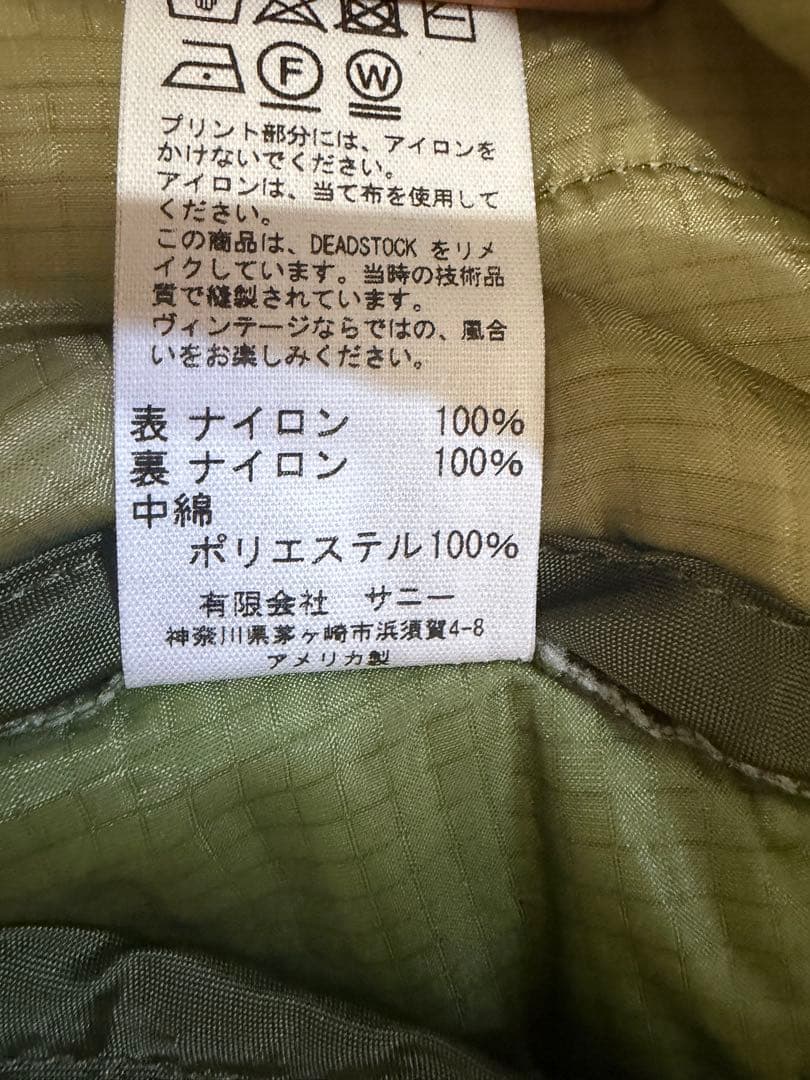 F W
プリント部分には、アイロンを
かけないでください。
アイロンは、当て布を使用して
ください。
この商品は、DEADSTOCK をリメ
イクしています。当時の技術品
質で縫製されています。
ヴィンテージならではの、風合
いをお楽しみください。
表 ナイロン 100%
裏 ナイロン 100%
中綿
ポリエステル100%
有限会社 サニー
神奈川県茅ヶ崎市浜須賀4-8
アメリカ製